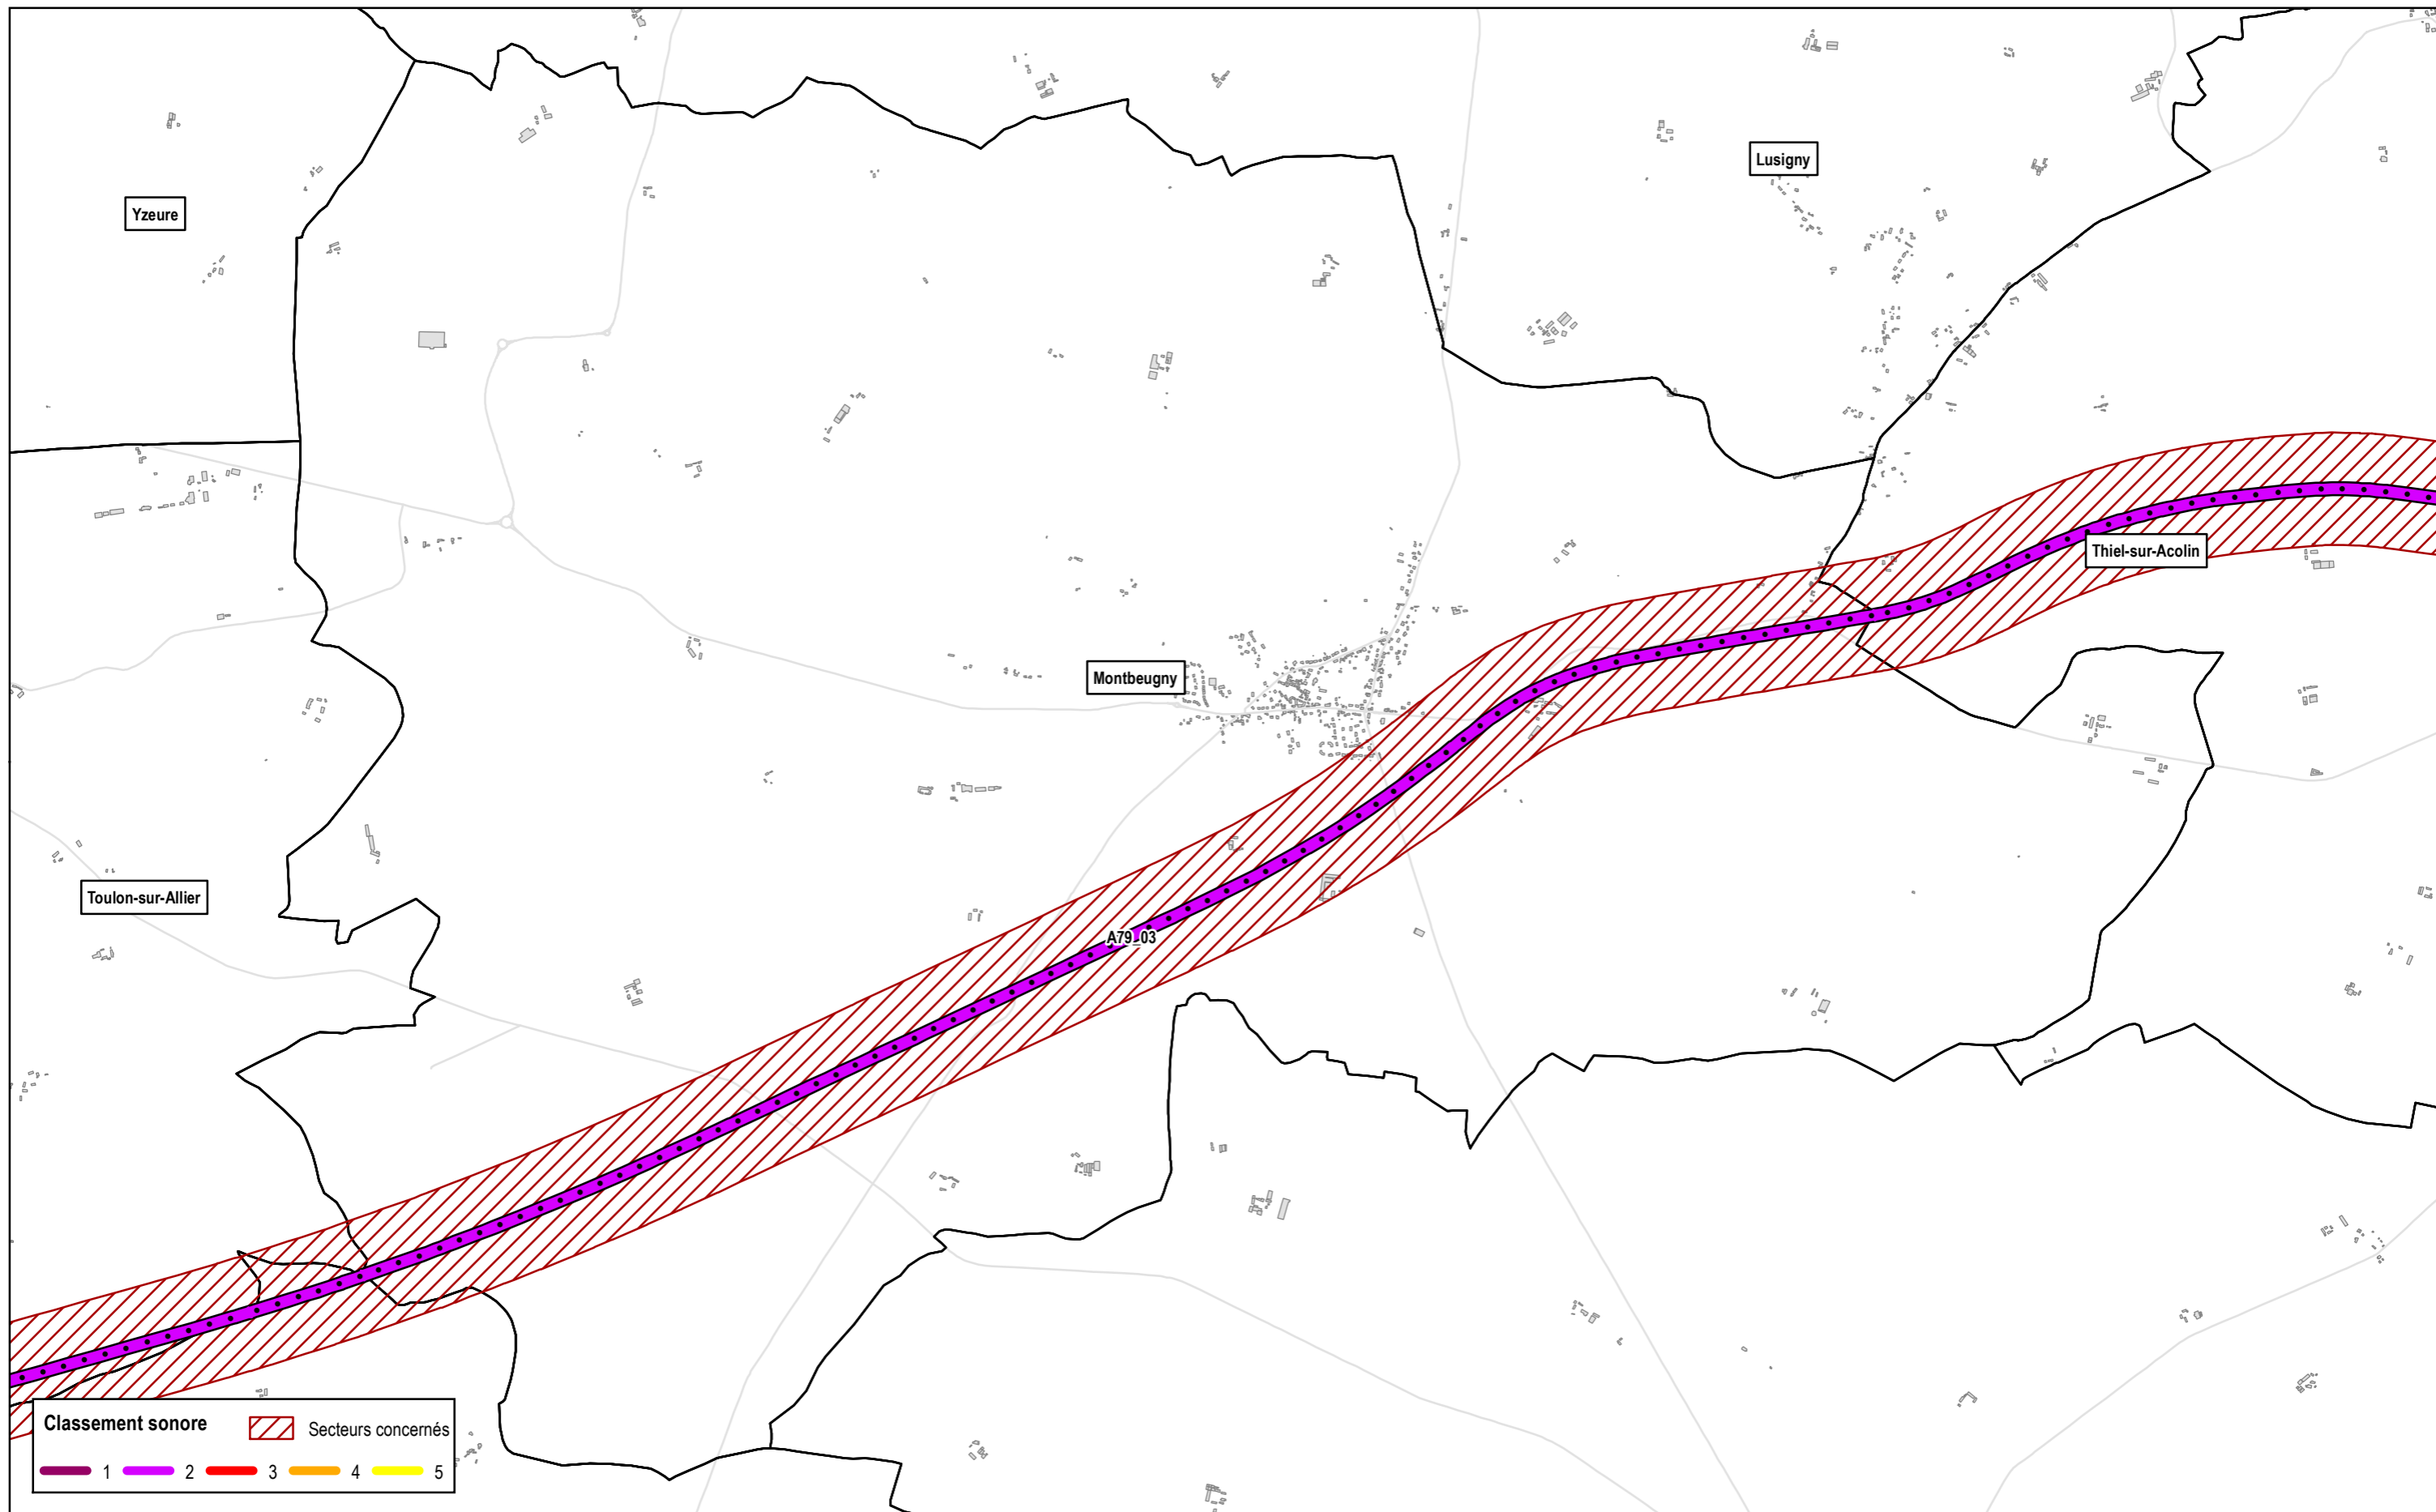 Lusigny
Yzeure
Thiel-sur-Acolin
Montbeugny
Toulon-sur-Allier
A79_03
Classement sonore
Secteurs concernés
1 2 3 4 5